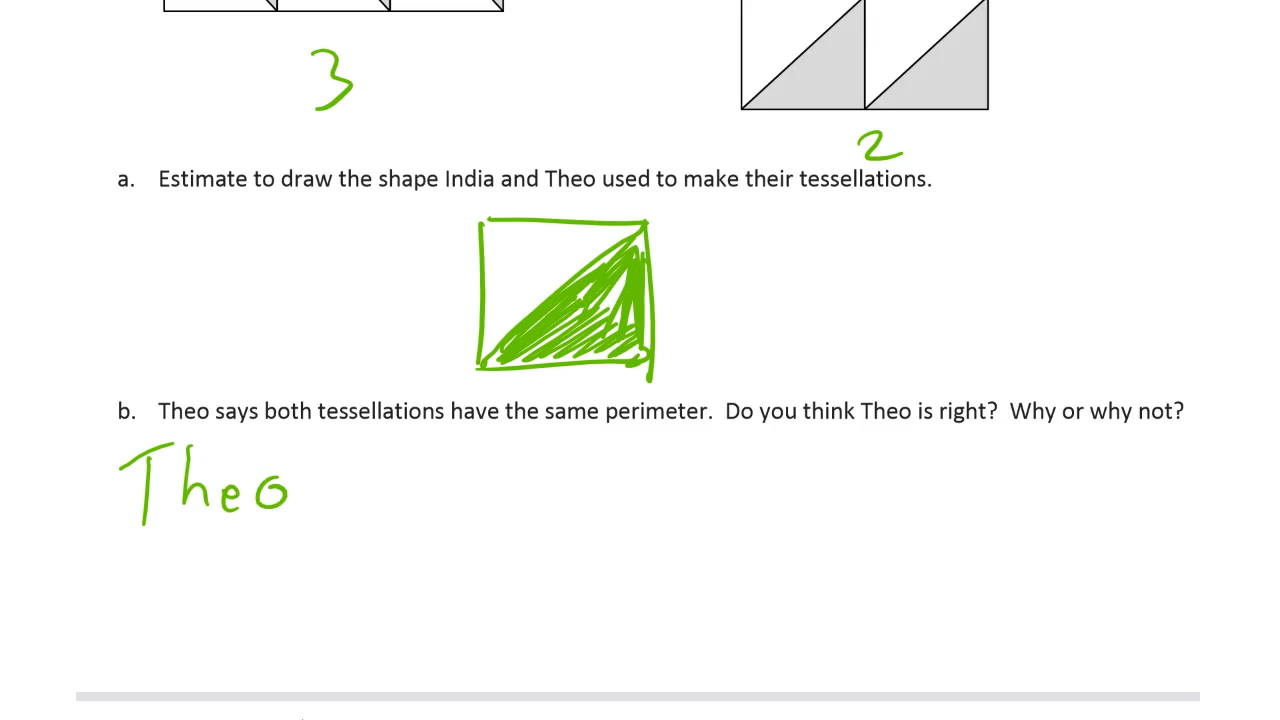 3
2
a. Estimate to draw the shape India and Theo used to make their tessellations.
b. Theo says both tessellations have the same perimeter. Do you think Theo is right? Why or why not?
Theo